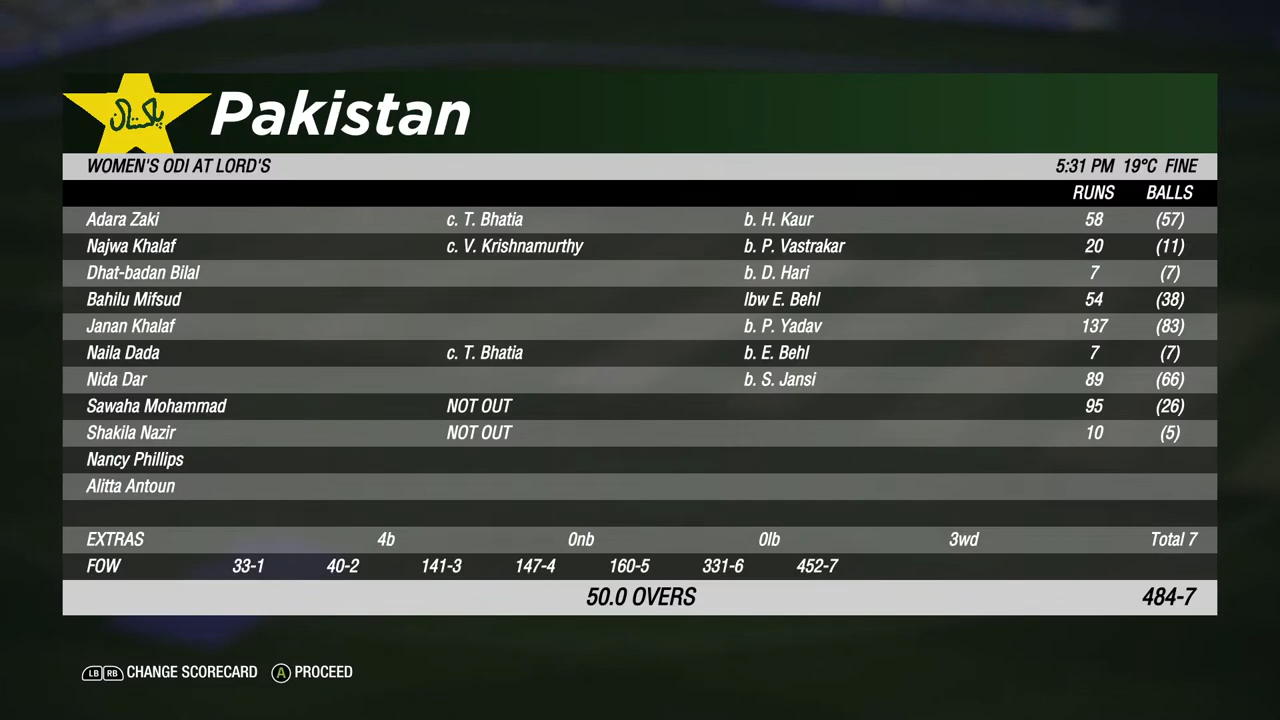 پاکستان
Pakistan
WOMEN'S ODI AT LORD'S 5:31 PM 19°C FINE
RUNS BALLS
Adara Zaki c. T. Bhatia b. H. Kaur 58 (57)
Najwa Khalaf c. V. Krishnamurthy b. P. Vastrakar 20 (11)
Dhat-badan Bilal b. D. Hari 7 (7)
Bahilu Mifsud lbw E. Behl 54 (38)
Janan Khalaf b. P. Yadav 137 (83)
Naila Dada c. T. Bhatia b. E. Behl 7 (7)
Nida Dar b. S. Jansi 89 (66)
Sawaha Mohammad NOT OUT 95 (26)
Shakila Nazir NOT OUT 10 (5)
Nancy Phillips
Alitta Antoun
EXTRAS 4b 0nb 0lb 3wd Total 7
FOW 33-1 40-2 141-3 147-4 160-5 331-6 452-7
50.0 OVERS 484-7
LB RB CHANGE SCORECARD A PROCEED